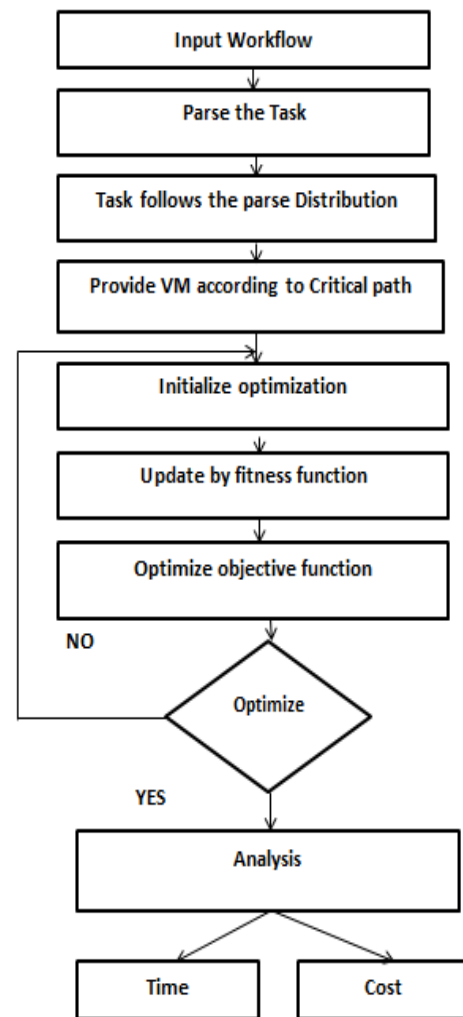 Input Workflow
Parse the Task
Task follows the parse Distribution
Provide VM according to Critical path
Initialize optimization
Update by fitness function
Optimize objective function
NO
Optimize
YES
Analysis
Time
Cost